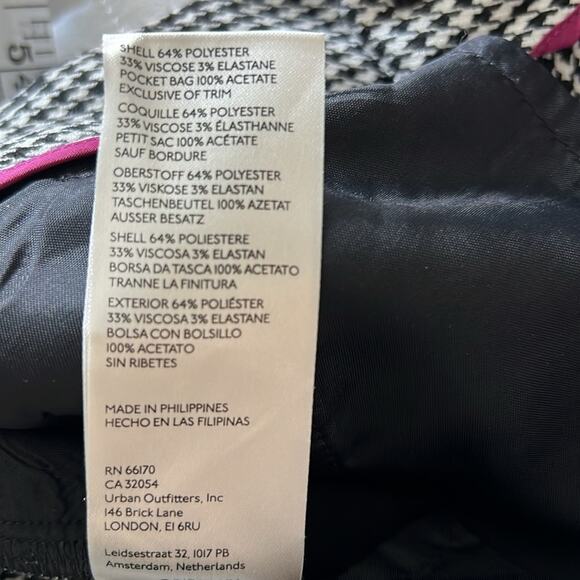 SHELL 64% POLYESTER
33% VISCOSE 3% ELASTANE
POCKET BAG 100% ACETATE
EXCLUSIVE OF TRIM
COQUILLE 64% POLYESTER
33% VISCOSE 3% ÉLASTHANNE
PETIT SAC 100% ACÉTATE
SAUF BORDURE
OBERSTOFF 64% POLYESTER
33% VISKOSE 3% ELASTAN
TASCHENBEUTEL 100% AZETAT
AUSSER BESATZ
SHELL 64% POLIESTERE
33% VISCOSA 3% ELASTAN
BORSA DA TASCA 100% ACETATO
TRANNE LA FINITURA
EXTERIOR 64% POLIÉSTER
33% VISCOSA 3% ELASTANE
BOLSA CON BOLSILLO
100% ACETATO
SIN RIBETES
MADE IN PHILIPPINES
HECHO EN LAS FILIPINAS
RN 66170
CA 32054
Urban Outfitters, Inc
146 Brick Lane
LONDON, E1 6RU
Leidsestraat 32, 1017 PB
Amsterdam, Netherlands